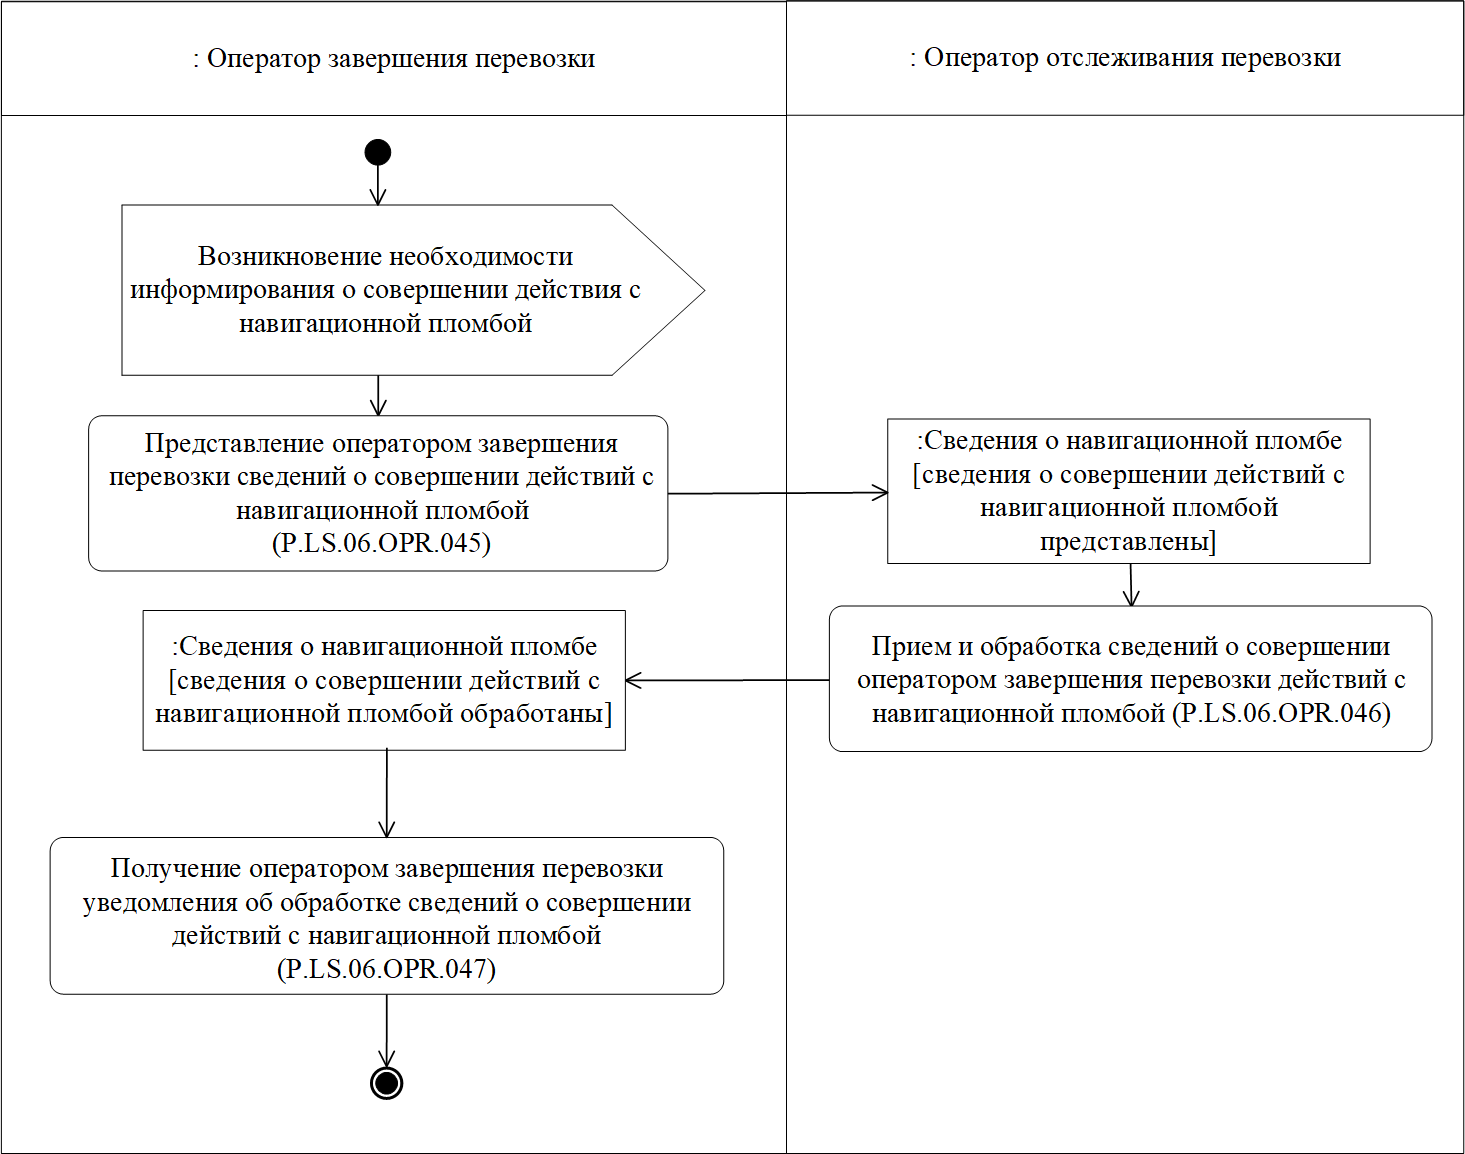 : Оператор завершения перевозки
: Оператор отслеживания перевозки
Возникновение необходимости
информирования о совершении действия с
навигационной пломбой
Представление оператором завершения
перевозки сведений о совершении действий с
навигационной пломбой
(P.LS.06.OPR.045)
:Сведения о навигационной пломбе
[сведения о совершении действий с
навигационной пломбой
представлены]
Прием и обработка сведений о совершении
оператором завершения перевозки действий с
навигационной пломбой (P.LS.06.OPR.046)
:Сведения о навигационной пломбе
[сведения о совершении действий с
навигационной пломбой обработаны]
Получение оператором завершения перевозки
уведомления об обработке сведений о совершении
действий с навигационной пломбой
(P.LS.06.OPR.047)